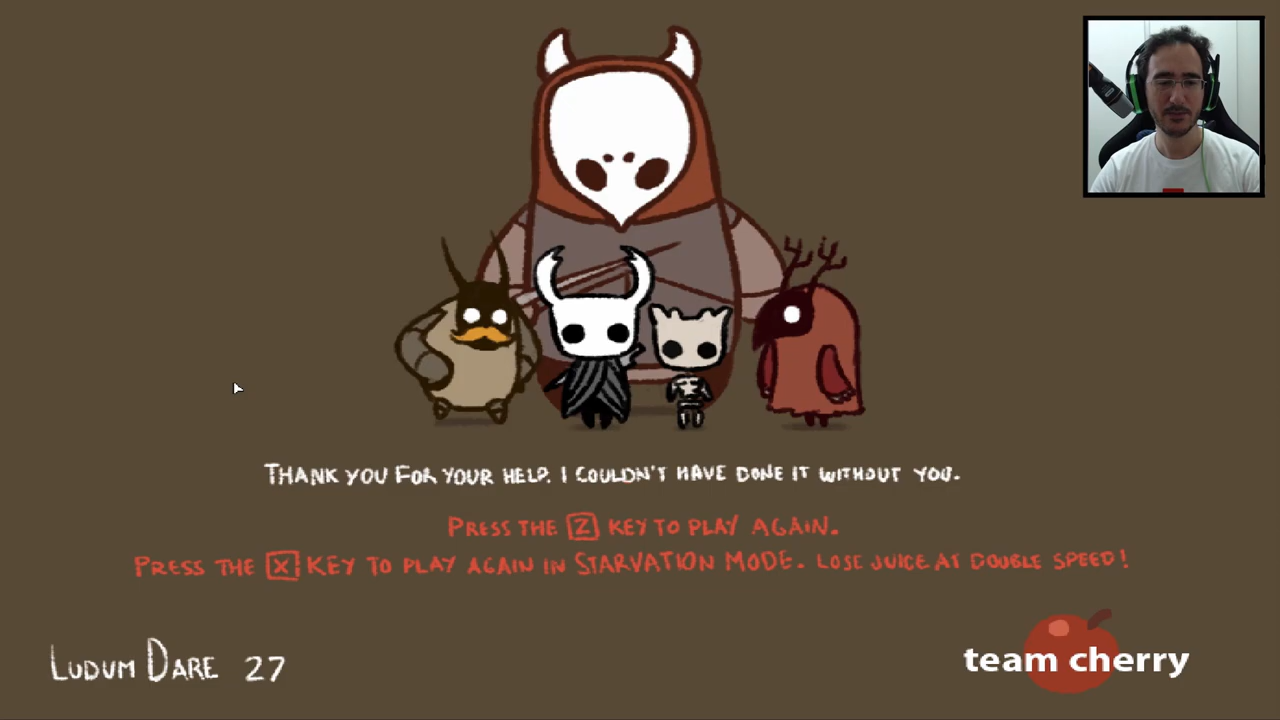 THANK YOU FOR YOUR HELP. I COULDN'T HAVE DONE IT WITHOUT YOU.
PRESS THE Z KEY TO PLAY AGAIN.
PRESS THE X KEY TO PLAY AGAIN IN STARVATION MODE. LOSE JUICE AT DOUBLE SPEED!
LUDUM DARE 27
team cherry